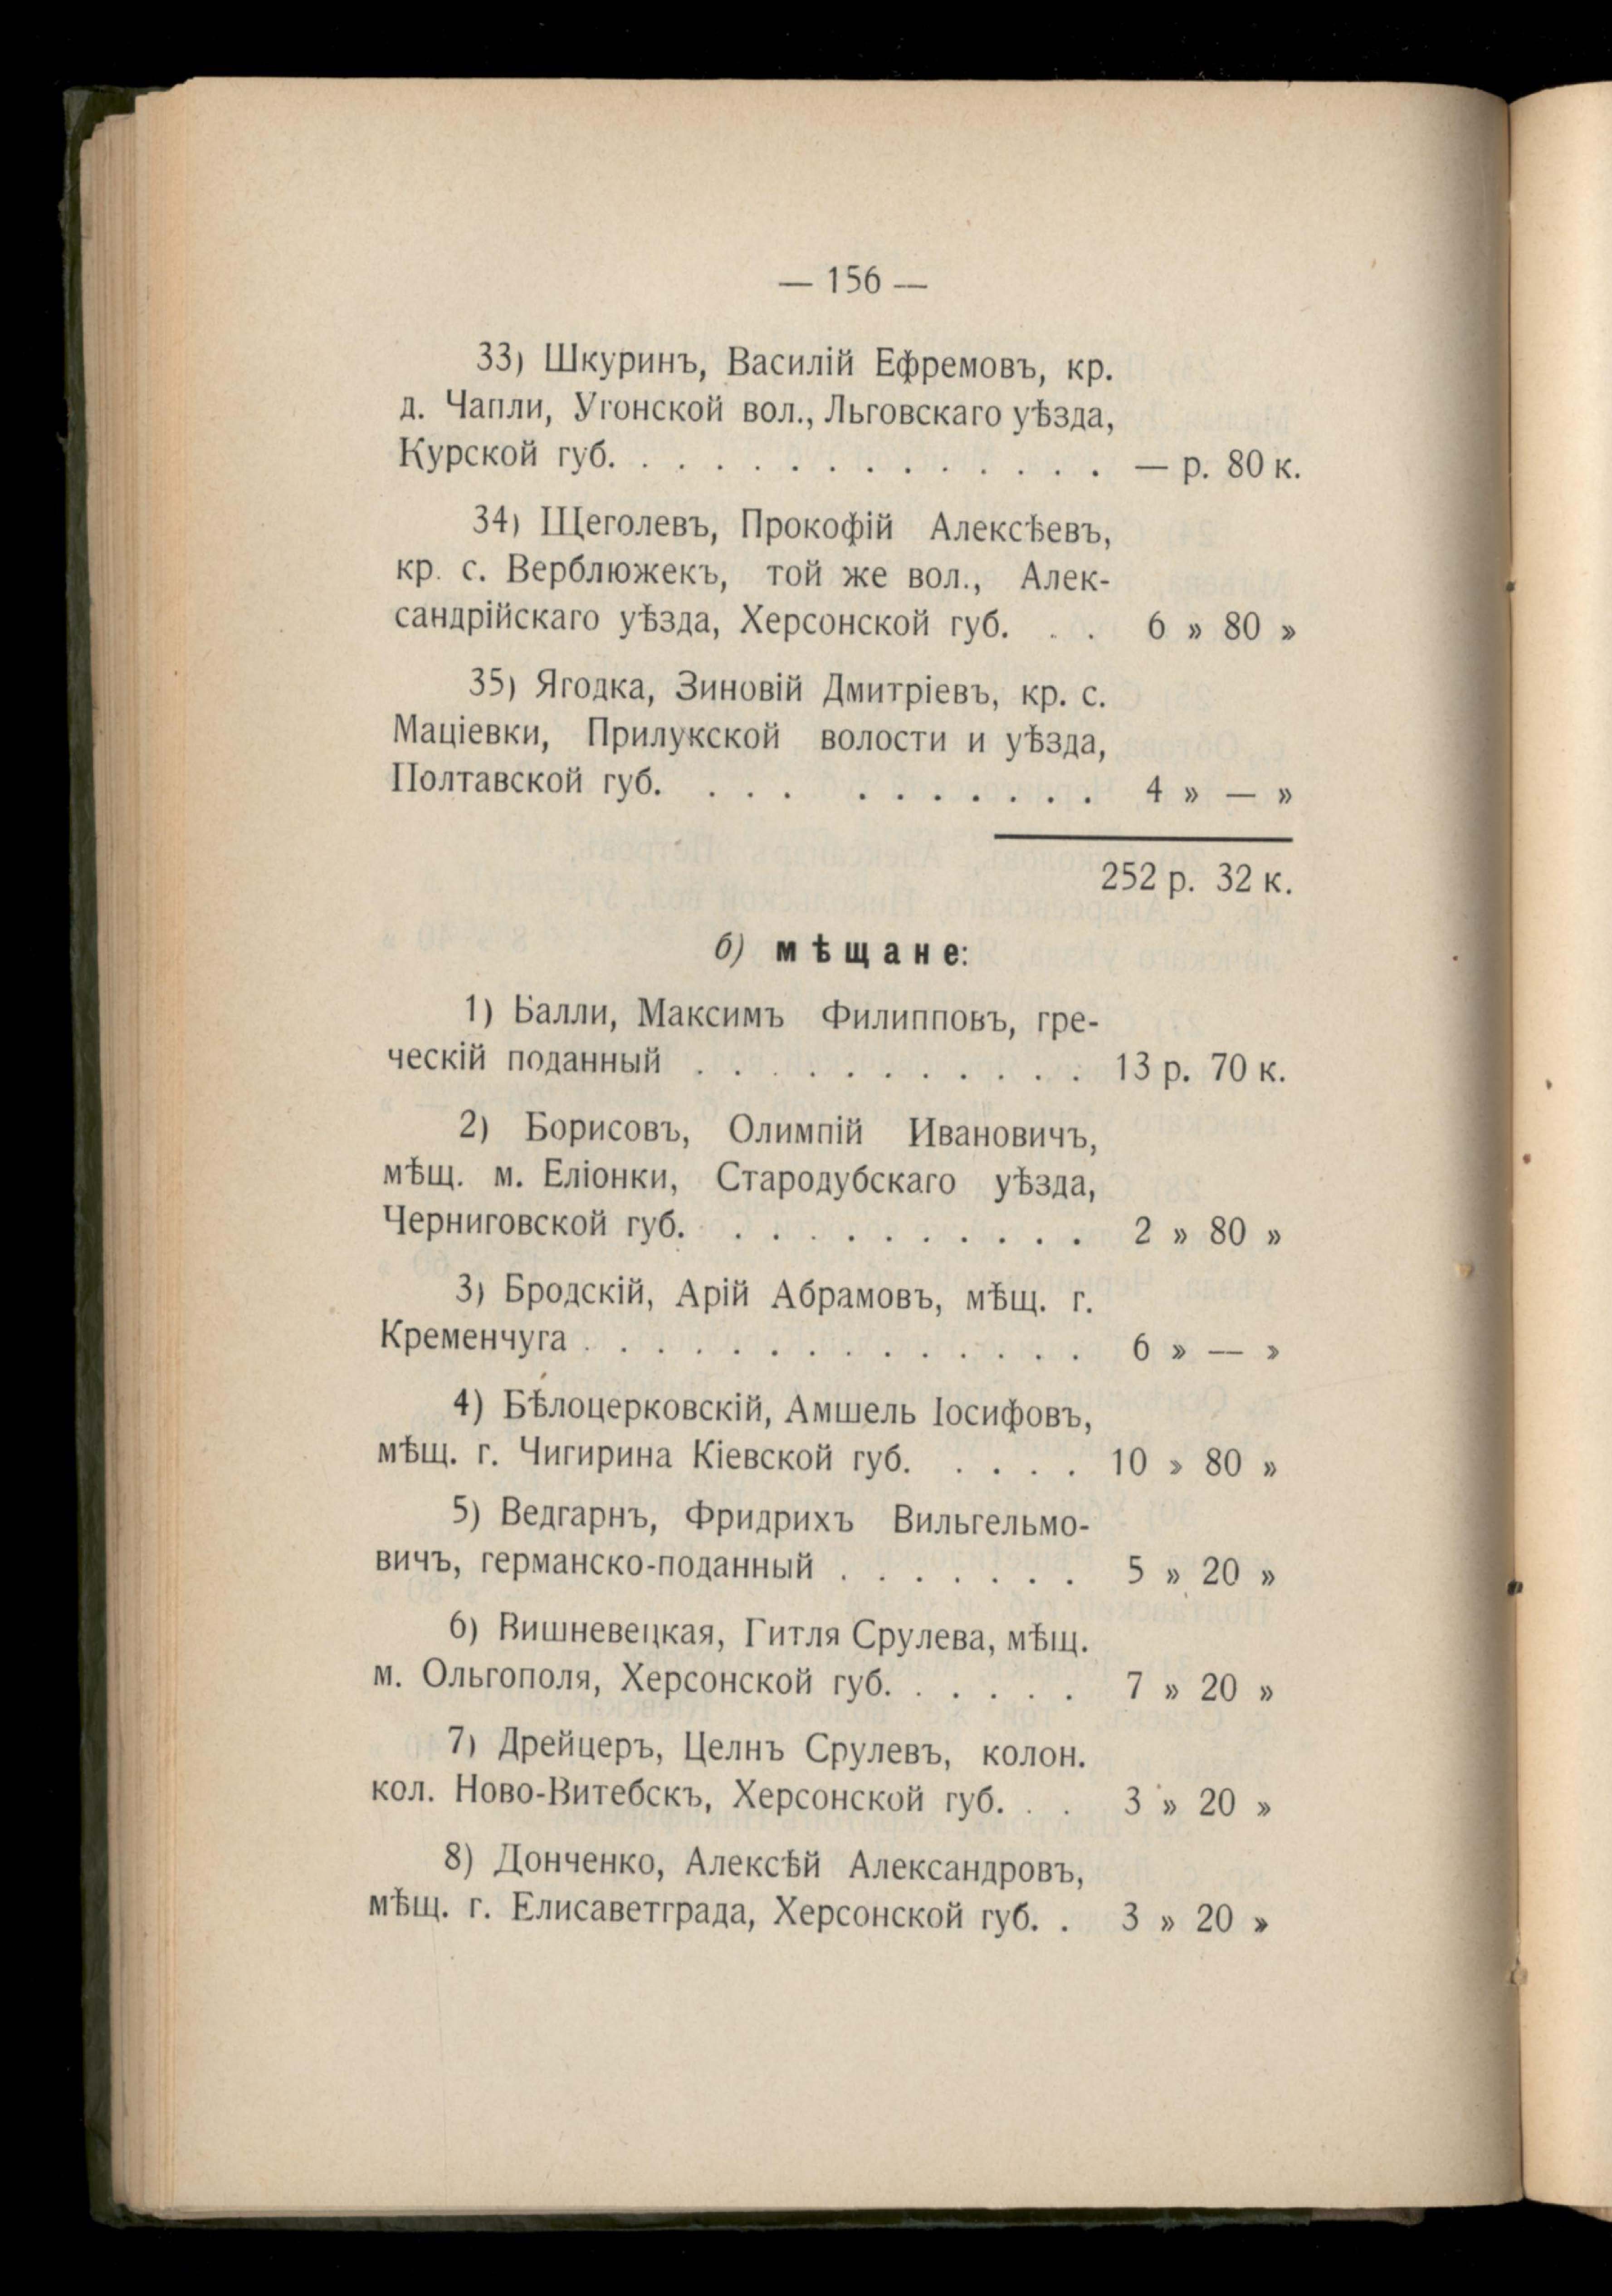 — 156 —
33) Шкуринъ, Василій Ефремовъ, кр.
д. Чапли, Угонской вол., Льговскаго уѣзда,
Курской губ. . . . . . . . . . . . . . — р. 80 к.
34) Щеголевъ, Прокофій Алексѣевъ,
кр. с. Верблюжекъ, той же вол., Алек-
сандрійскаго уѣзда, Херсонской губ. . . 6 » 80 »
35) Ягодка, Зиновій Дмитріевъ, кр. с.
Маціевки, Прилукской волости и уѣзда,
Полтавской губ. . . . . . . . . . . 4 » — »
252 р. 32 к.
б) мѣщане:
1) Балли, Максимъ Филипповъ, гре-
ческій поданный . . . . . . . . . . . 13 р. 70 к.
2) Борисовъ, Олимпій Ивановичъ,
мѣщ. м. Еліонки, Стародубскаго уѣзда,
Черниговской губ. . . . . . . . . . . 2 » 80 »
3) Бродскій, Арій Абрамовъ, мѣщ. г.
Кременчуга . . . . . . . . . . . . . . 6 » — »
4) Бѣлоцерковскій, Амшель Іосифовъ,
мѣщ. г. Чигирина Кіевской губ. . . . . 10 » 80 »
5) Ведгарнъ, Фридрихъ Вильгельмо-
вичъ, германско-поданный . . . . . . . 5 » 20 »
6) Вишневецкая, Гитля Срулева, мѣщ.
м. Ольгополя, Херсонской губ. . . . . . 7 » 20 »
7) Дрейцеръ, Целнъ Срулевъ, колон.
кол. Ново-Витебскъ, Херсонской губ. . . 3 » 20 »
8) Донченко, Алексѣй Александровъ,
мѣщ. г. Елисаветграда, Херсонской губ. . 3 » 20 »